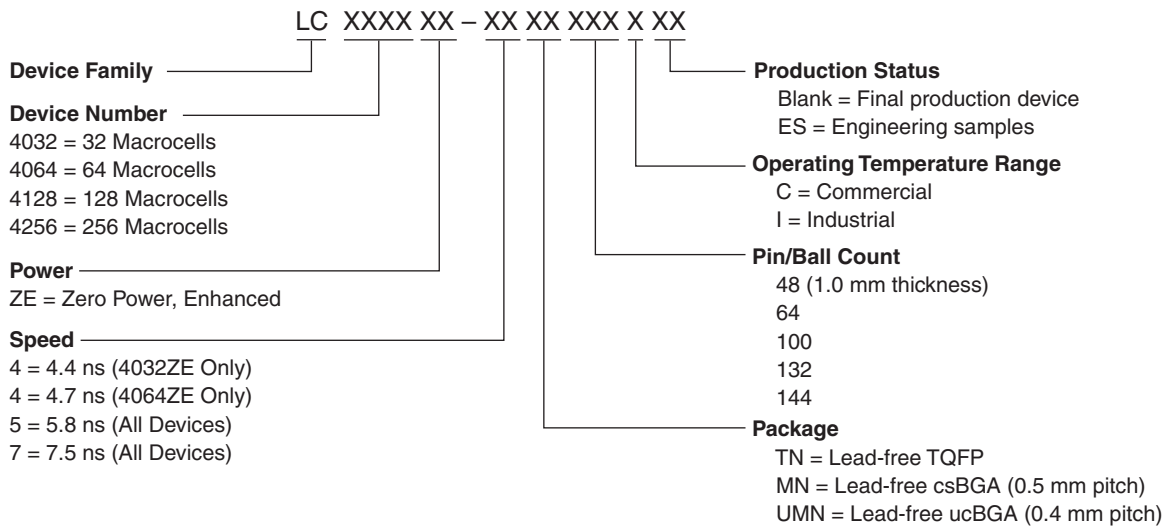 LC XXXX XX – XX XX XXX X XX
Device Family
Device Number
4032 = 32 Macrocells
4064 = 64 Macrocells
4128 = 128 Macrocells
4256 = 256 Macrocells
Power
ZE = Zero Power, Enhanced
Speed
4 = 4.4 ns (4032ZE Only)
4 = 4.7 ns (4064ZE Only)
5 = 5.8 ns (All Devices)
7 = 7.5 ns (All Devices)
Production Status
Blank = Final production device
ES = Engineering samples
Operating Temperature Range
C = Commercial
I = Industrial
Pin/Ball Count
48 (1.0 mm thickness)
64
100
132
144
Package
TN = Lead-free TQFP
MN = Lead-free csBGA (0.5 mm pitch)
UMN = Lead-free ucBGA (0.4 mm pitch)